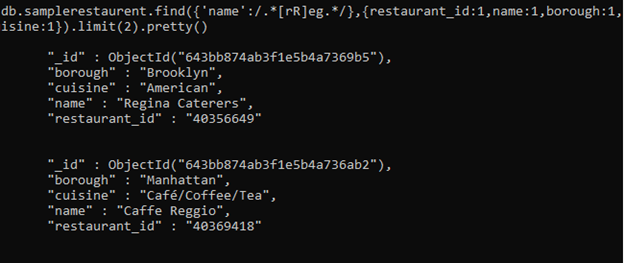 db.samplerestaurent.find({'name':/.*[rR]eg.*/},{restaurant_id:1,name:1,borough:1,
isine:1}).limit(2).pretty()
"_id" : ObjectId("643bb874ab3f1e5b4a7369b5"),
"borough" : "Brooklyn",
"cuisine" : "American",
"name" : "Regina Caterers",
"restaurant_id" : "40356649"
"_id" : ObjectId("643bb874ab3f1e5b4a736ab2"),
"borough" : "Manhattan",
"cuisine" : "Café/Coffee/Tea",
"name" : "Caffe Reggio",
"restaurant_id" : "40369418"